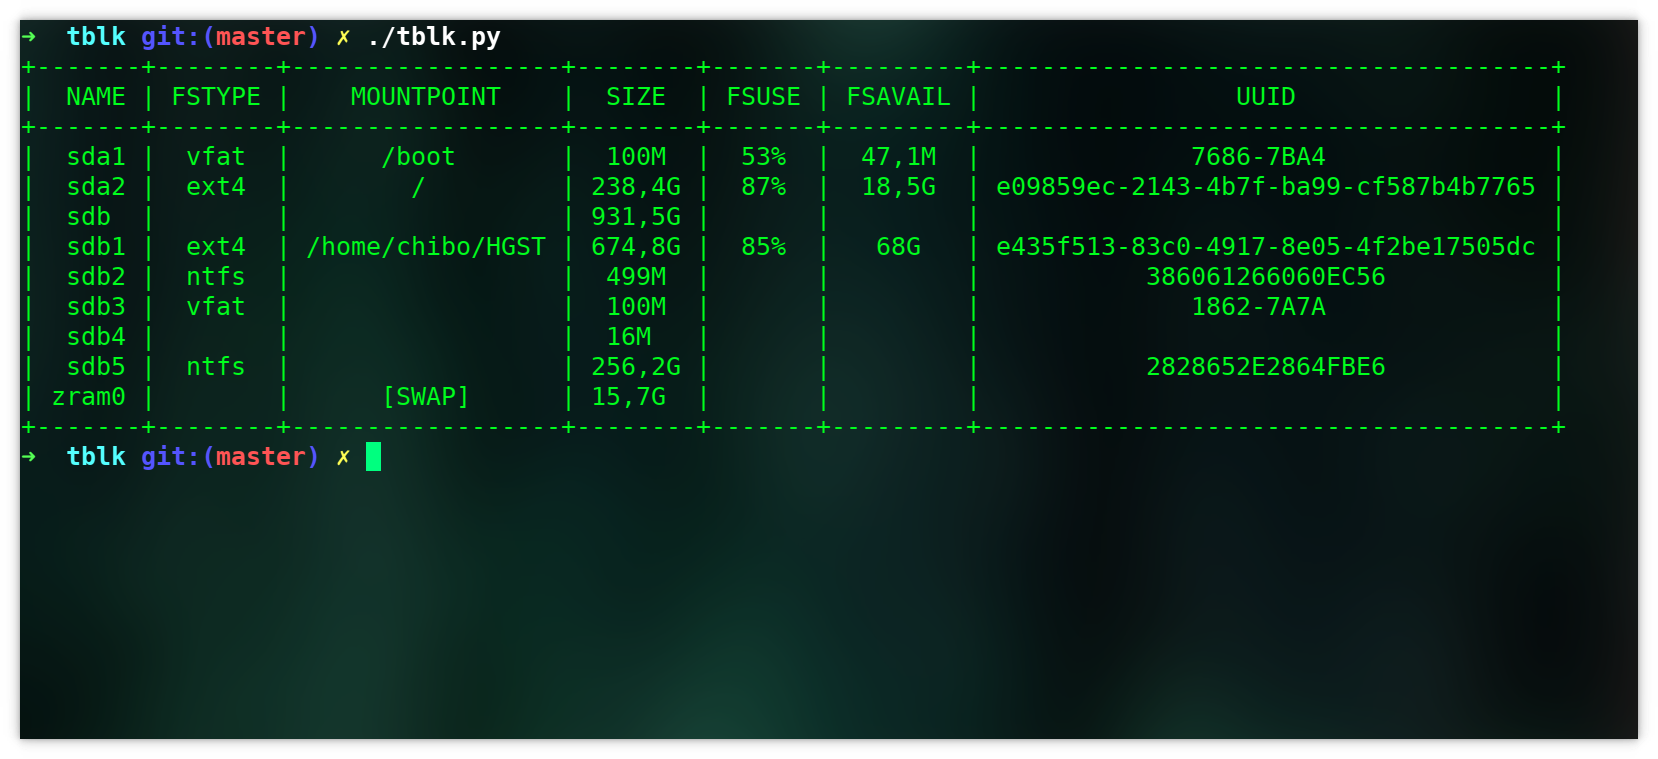 ➜  tblk git:(master) ✗ ./tblk.py
+-------+--------+------------------+--------+-------+---------+--------------------------------------+
|  NAME | FSTYPE |    MOUNTPOINT    |  SIZE  | FSUSE | FSAVAIL |                 UUID                 |
+-------+--------+------------------+--------+-------+---------+--------------------------------------+
|  sda1 |  vfat  |      /boot       |  100M  |  53%  |  47,1M  |              7686-7BA4               |
|  sda2 |  ext4  |        /         | 238,4G |  87%  |  18,5G  | e09859ec-2143-4b7f-ba99-cf587b4b7765 |
|  sdb  |        |                  | 931,5G |       |         |                                      |
|  sdb1 |  ext4  | /home/chibo/HGST | 674,8G |  85%  |   68G   | e435f513-83c0-4917-8e05-4f2be17505dc |
|  sdb2 |  ntfs  |                  |  499M  |       |         |           386061266060EC56           |
|  sdb3 |  vfat  |                  |  100M  |       |         |              1862-7A7A               |
|  sdb4 |        |                  |  16M   |       |         |                                      |
|  sdb5 |  ntfs  |                  | 256,2G |       |         |           2828652E2864FBE6           |
| zram0 |        |      [SWAP]      | 15,7G  |       |         |                                      |
+-------+--------+------------------+--------+-------+---------+--------------------------------------+
➜  tblk git:(master) ✗